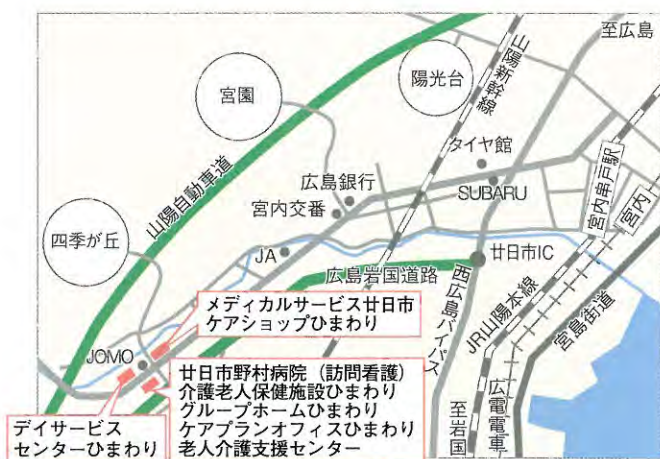 至広島
陽光台
山陽新幹線
宮園
タイヤ館
山陽自動車道
広島銀行
SUBARU
宮内串戸駅
宮内交番
宮内
四季が丘
JA
廿日市IC
広島岩国道路
西広島バイパス
JR山陽本線
宮島街道
メディカルサービス廿日市
ケアショップひまわり
JOMO
廿日市野村病院（訪問看護）
介護老人保健施設ひまわり
グループホームひまわり
ケアプランオフィスひまわり
老人介護支援センター
デイサービス
センターひまわり
至岩国
広電電車